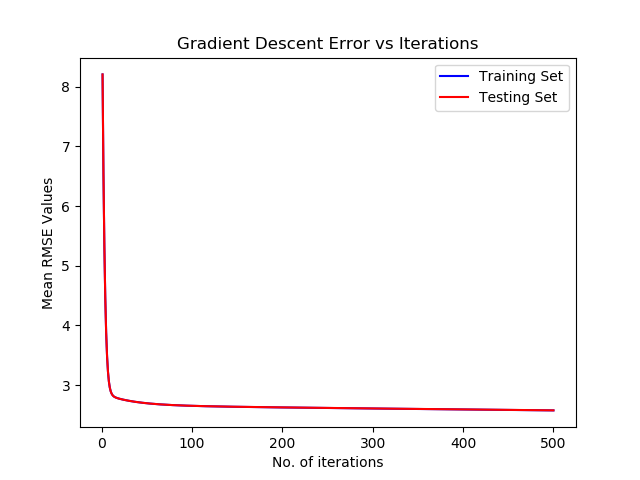 Gradient Descent Error vs Iterations
Training Set
Testing Set
8
7
6
5
4
3
Mean RMSE Values
0 100 200 300 400 500
No. of iterations